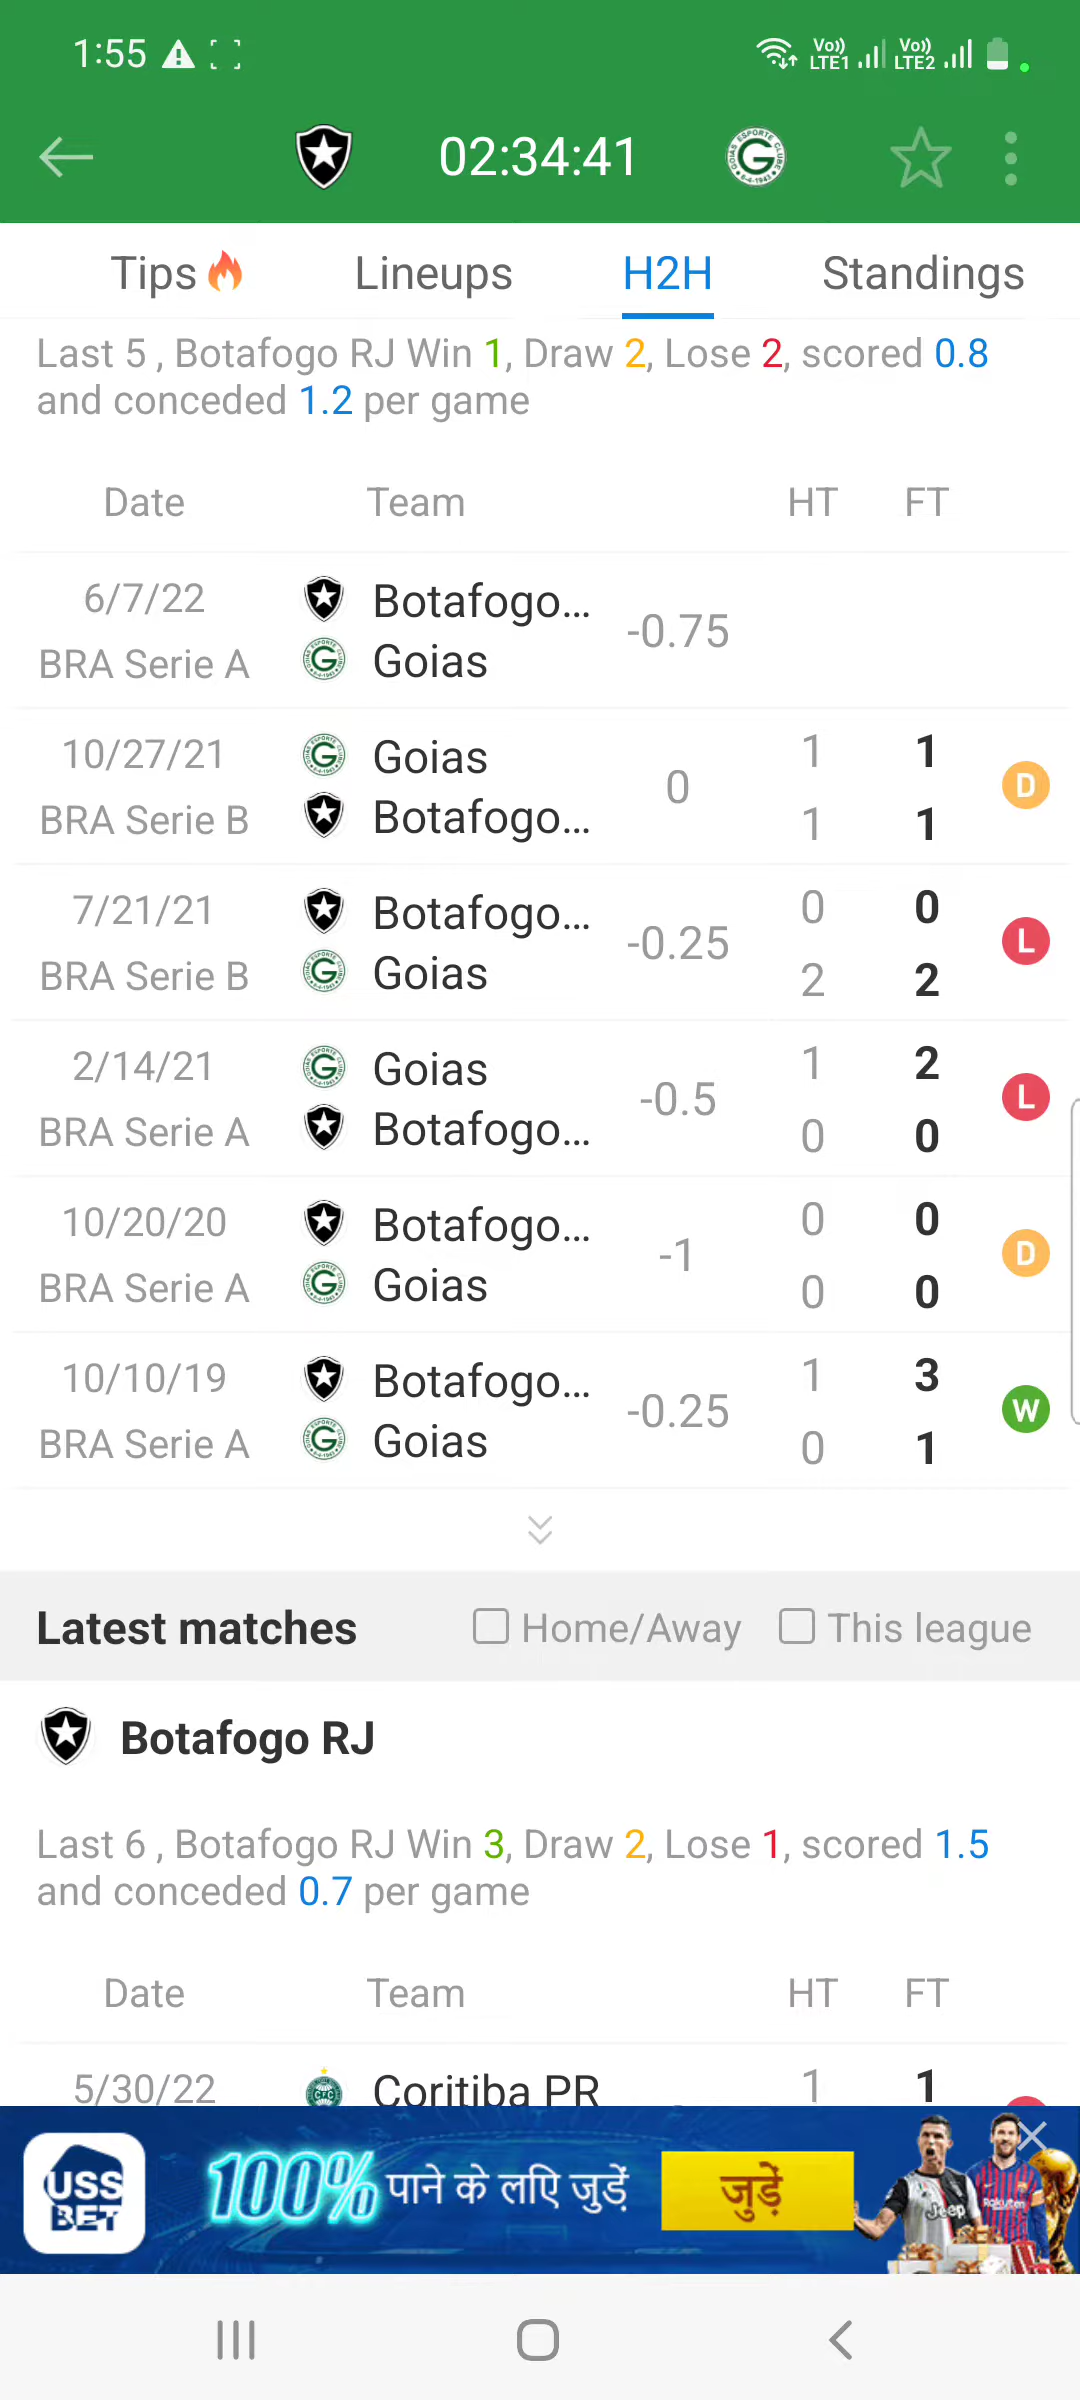 1:55 Vo)) LTE1 Vo)) LTE2
02:34:41
Tips Lineups H2H Standings
Last 5 , Botafogo RJ Win 1, Draw 2, Lose 2, scored 0.8
and conceded 1.2 per game
Date Team HT FT
6/7/22 Botafogo...
-0.75
BRA Serie A Goias
10/27/21 Goias 1 1
0 D
BRA Serie B Botafogo... 1 1
7/21/21 Botafogo... 0 0
-0.25 L
BRA Serie B Goias 2 2
2/14/21 Goias 1 2
-0.5 L
BRA Serie A Botafogo... 0 0
10/20/20 Botafogo... 0 0
-1 D
BRA Serie A Goias 0 0
10/10/19 Botafogo... 1 3
-0.25 W
BRA Serie A Goias 0 1
Latest matches Home/Away This league
Botafogo RJ
Last 6 , Botafogo RJ Win 3, Draw 2, Lose 1, scored 1.5
and conceded 0.7 per game
Date Team HT FT
5/30/22 Coritiba PR 1 1
USS BET 100% पाने के लिए जुड़ें जुड़ें
Jeep Rakuten